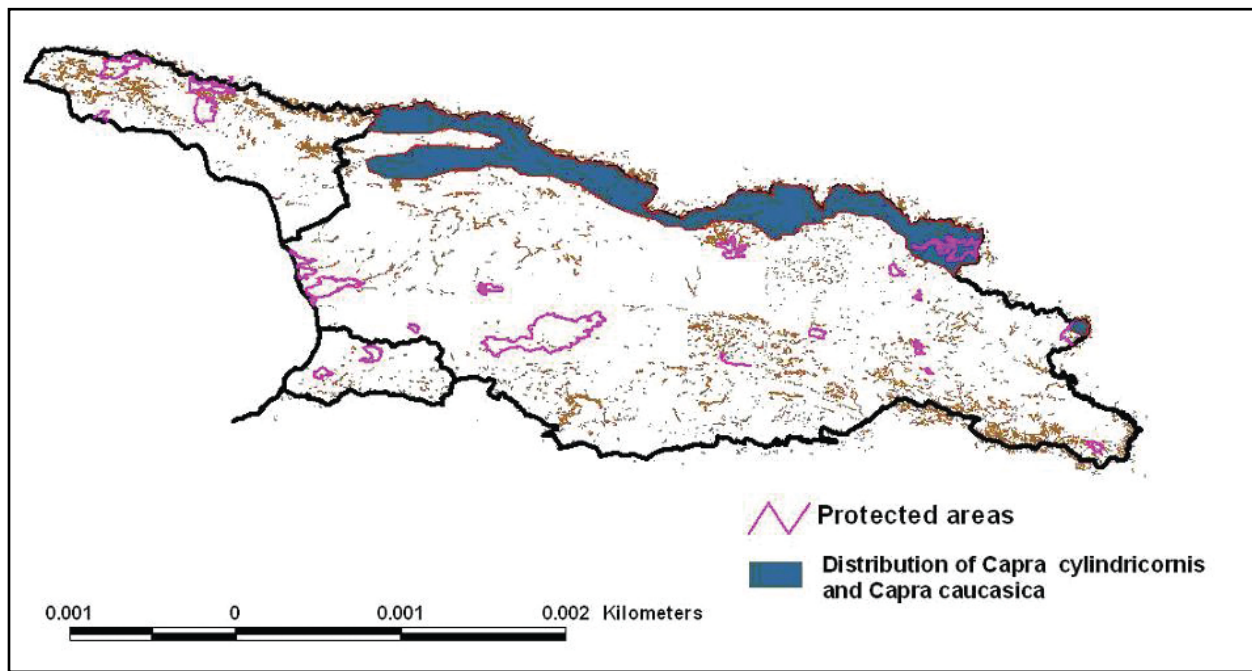 Protected areas
Distribution of Capra cylindricornis
and Capra caucasica
0.001 0 0.001 0.002 Kilometers